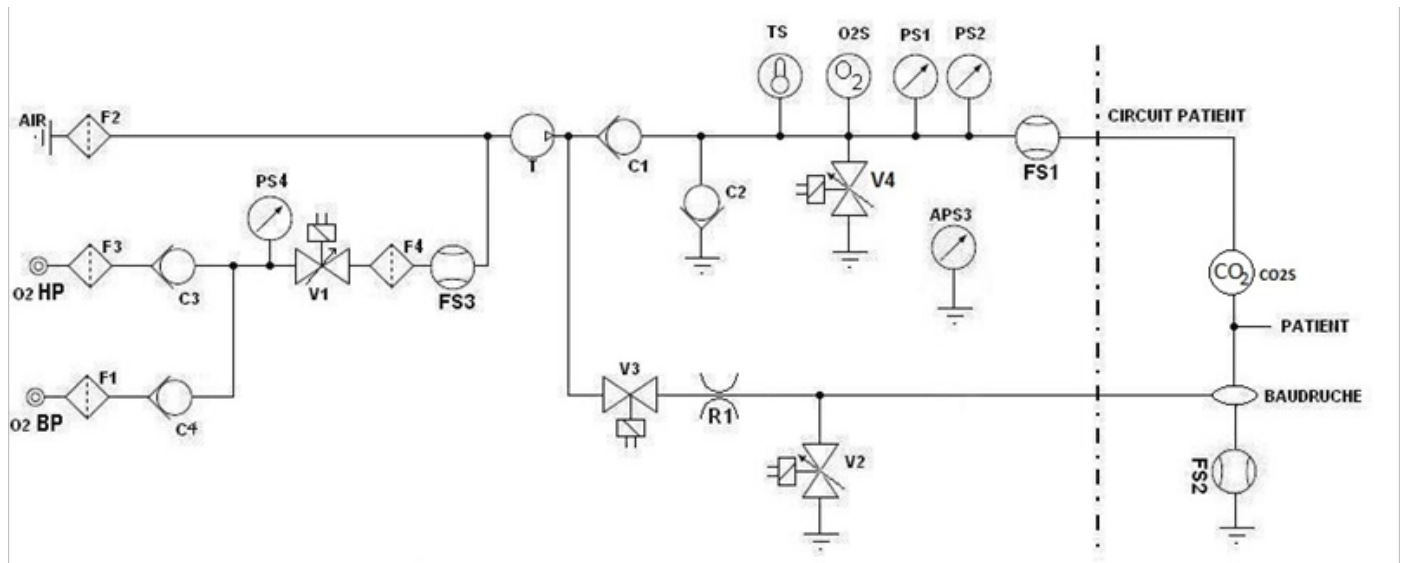 TS
O2S
PS1
PS2
O2
AIR
F2
T
C1
CIRCUIT PATIENT
FS1
PS4
C2
V4
APS3
F3
F4
O2 HP
C3
V1
FS3
CO2
CO2S
PATIENT
F1
V3
O2 BP
C4
R1
BAUDRUCHE
V2
FS2